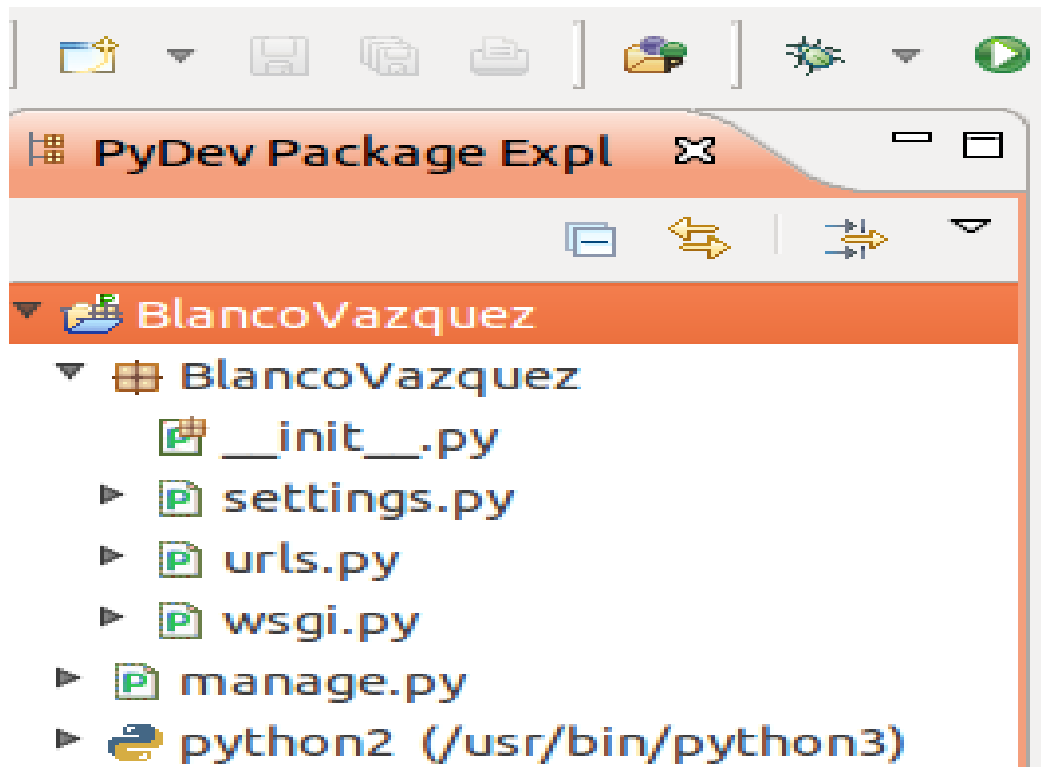 PyDev Package Expl
BlancoVazquez
BlancoVazquez
__init__.py
settings.py
urls.py
wsgi.py
manage.py
python2 (/usr/bin/python3)